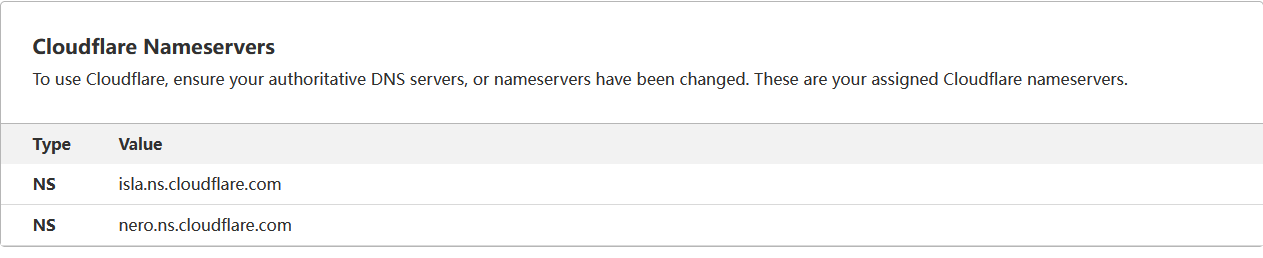 Cloudflare Nameservers
To use Cloudflare, ensure your authoritative DNS servers, or nameservers have been changed. These are your assigned Cloudflare nameservers.
Type Value
NS isla.ns.cloudflare.com
NS nero.ns.cloudflare.com